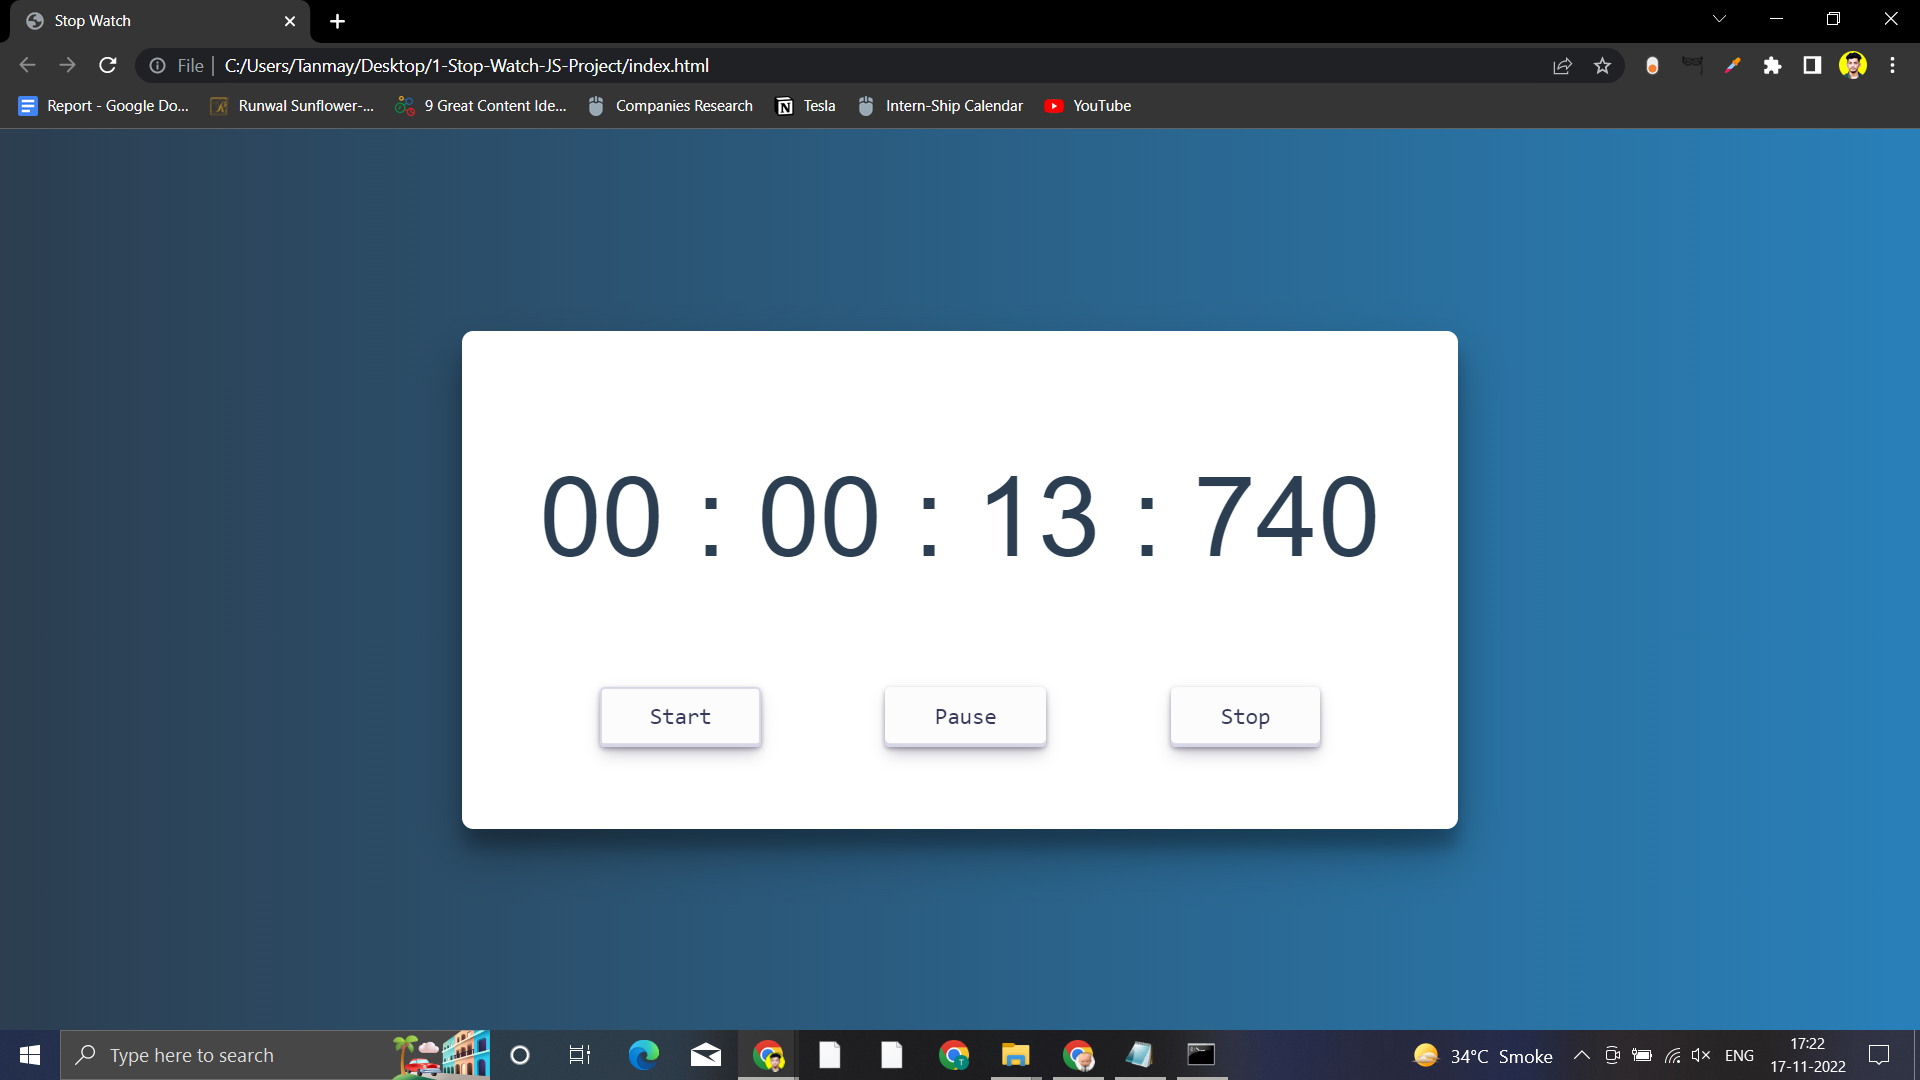 Stop Watch
File | C:/Users/Tanmay/Desktop/1-Stop-Watch-JS-Project/index.html
Report - Google Do... Runwal Sunflower-... 9 Great Content Ide... Companies Research Tesla Intern-Ship Calendar YouTube
00 : 00 : 13 : 740
Start Pause Stop
Type here to search 34°C Smoke ENG 17:22
17-11-2022